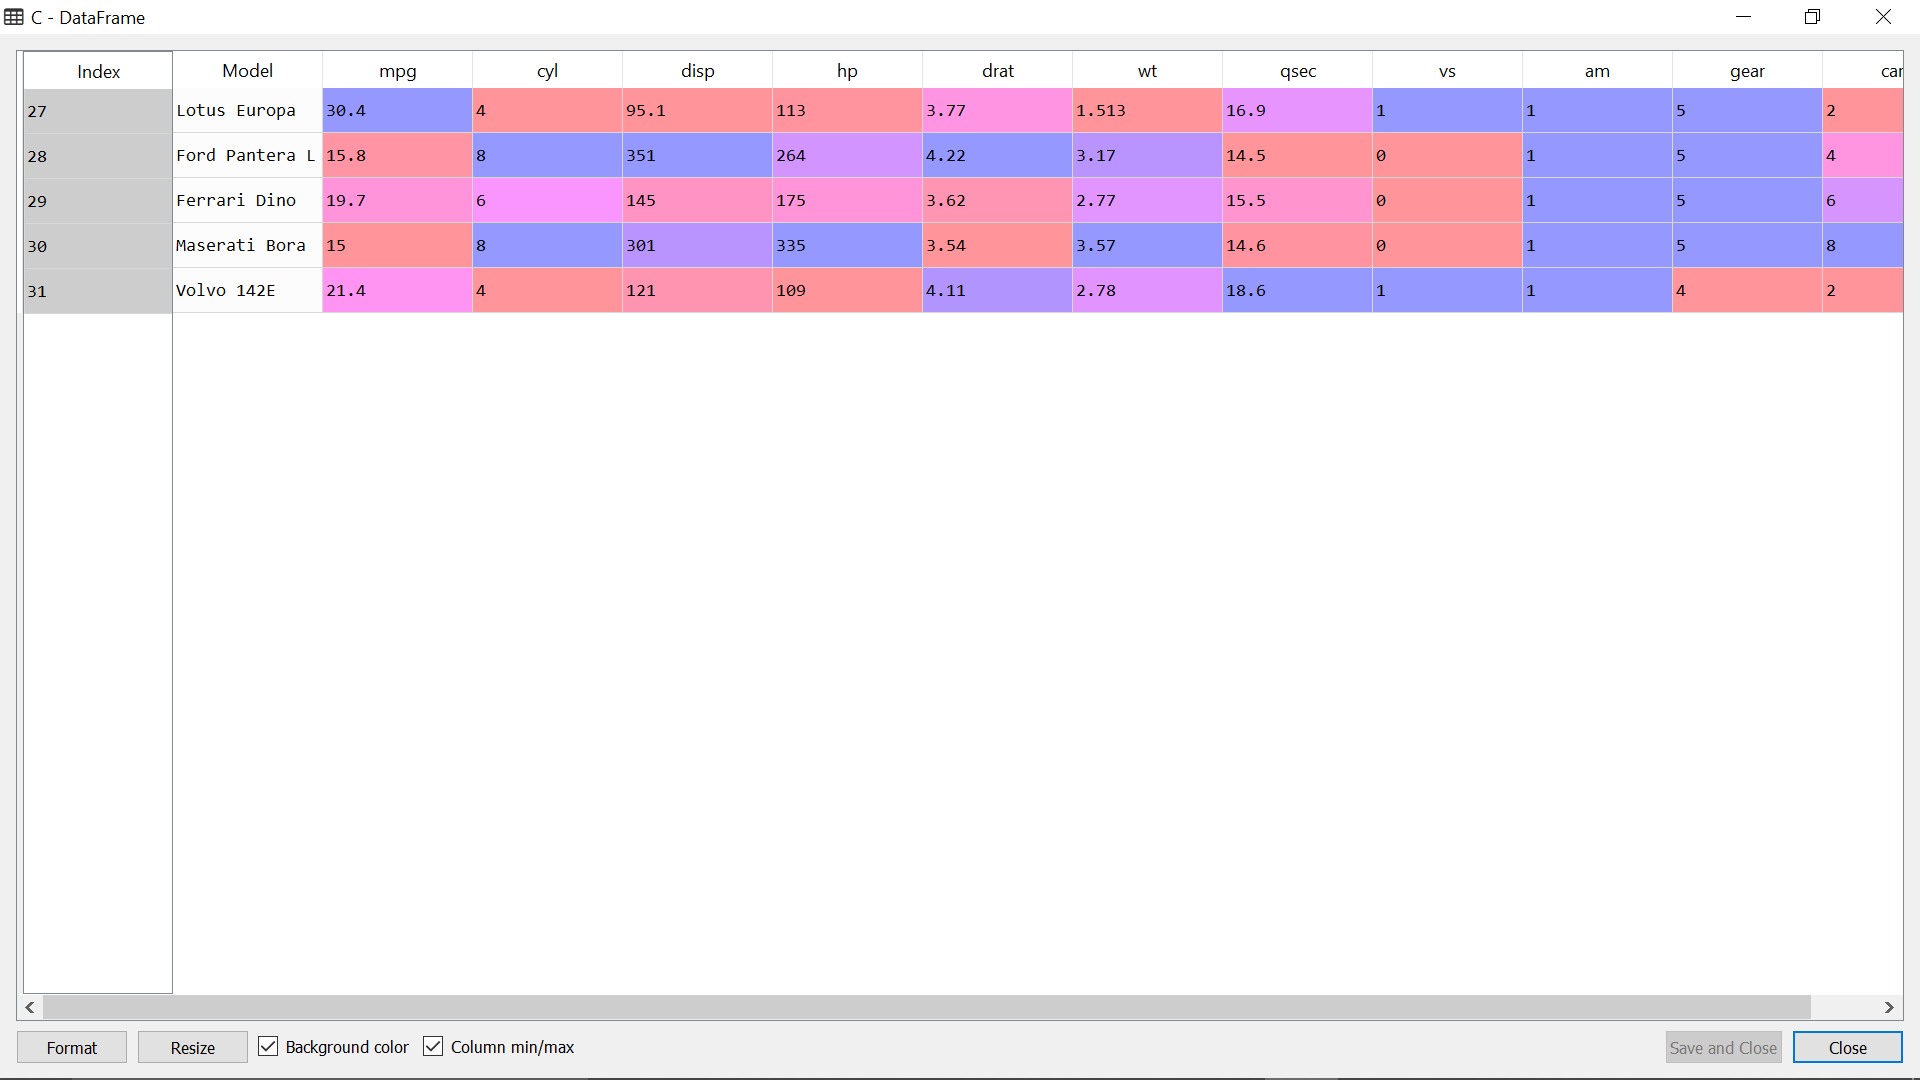 C - DataFrame
Index Model mpg cyl disp hp drat wt qsec vs am gear car
27 Lotus Europa 30.4 4 95.1 113 3.77 1.513 16.9 1 1 5 2
28 Ford Pantera L 15.8 8 351 264 4.22 3.17 14.5 0 1 5 4
29 Ferrari Dino 19.7 6 145 175 3.62 2.77 15.5 0 1 5 6
30 Maserati Bora 15 8 301 335 3.54 3.57 14.6 0 1 5 8
31 Volvo 142E 21.4 4 121 109 4.11 2.78 18.6 1 1 4 2
Format Resize Background color Column min/max Save and Close Close